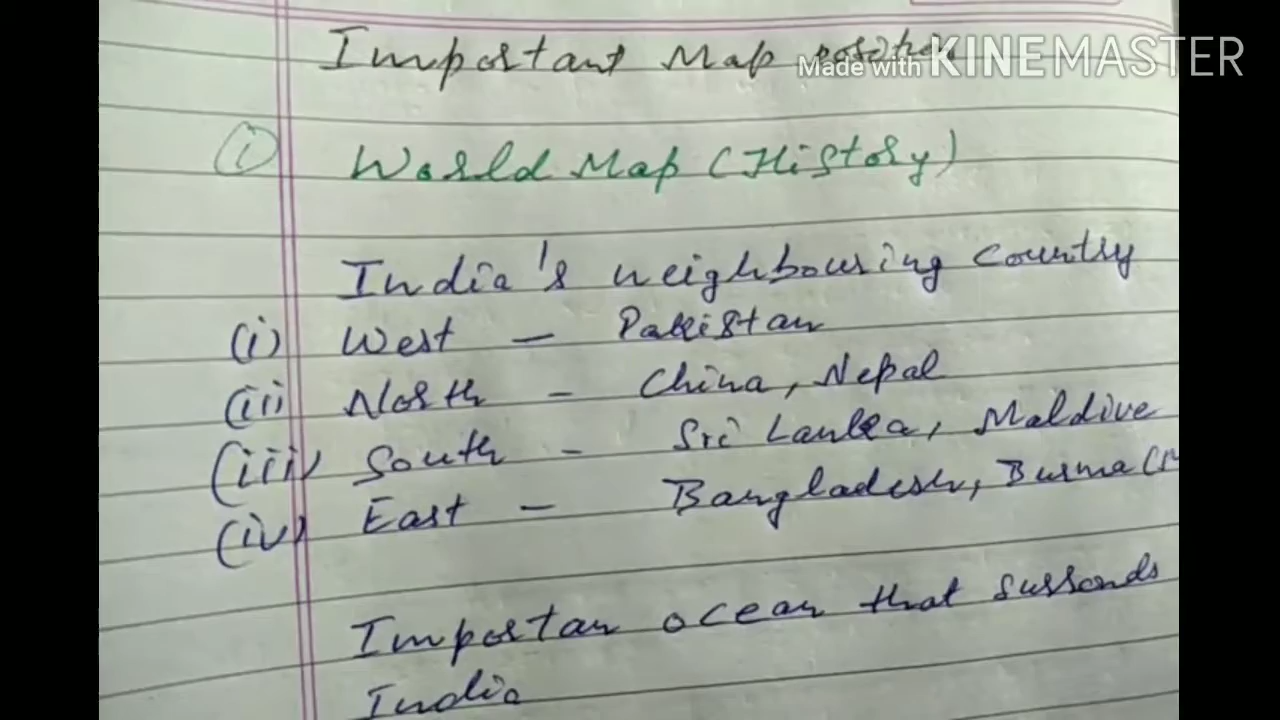 Important Map position
Made with KINEMASTER
(i) World Map (History)
India's neighbouring country
(i) West - Pakistan
(ii) North - China, Nepal
(iii) South - Sri Lanka, Maldive
(iv) East - Bangladesh, Burma (M
Importan ocean that surronds
India